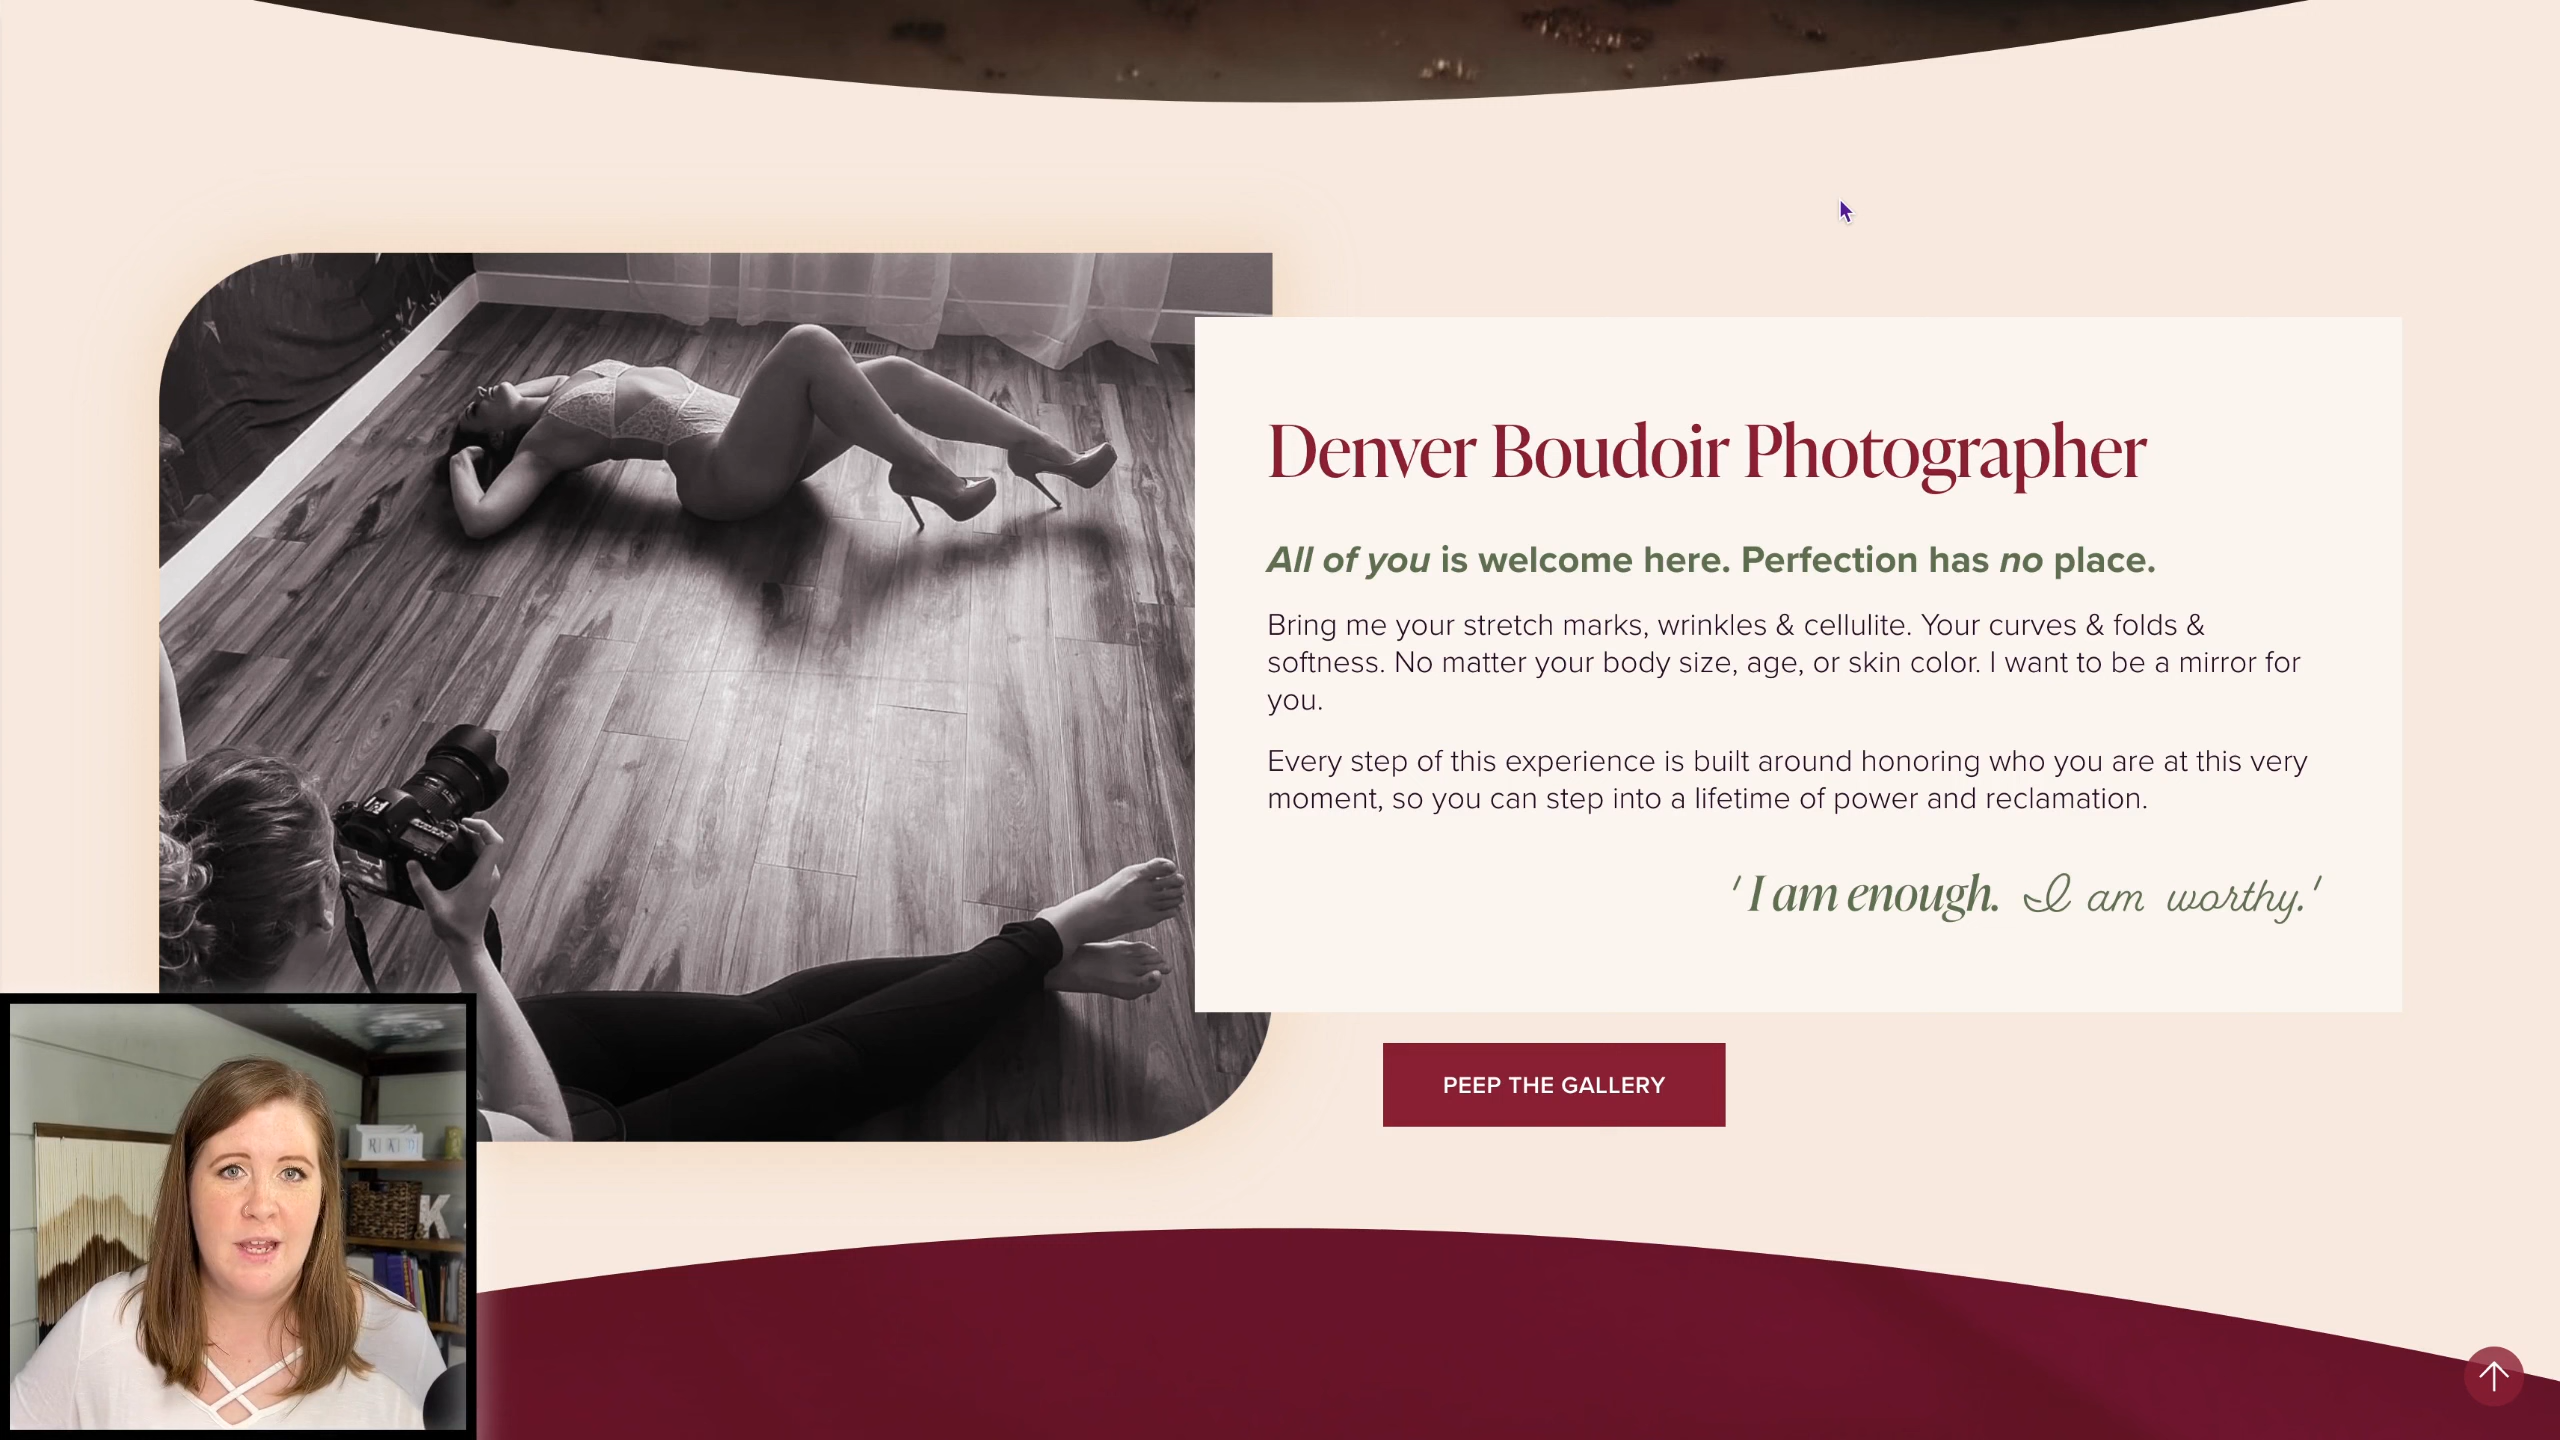 Denver Boudoir Photographer
All of you is welcome here. Perfection has no place.
Bring me your stretch marks, wrinkles & cellulite. Your curves & folds &
softness. No matter your body size, age, or skin color. I want to be a mirror for
you.
Every step of this experience is built around honoring who you are at this very
moment, so you can step into a lifetime of power and reclamation.
' I am enough. I am worthy.'
PEEP THE GALLERY
K